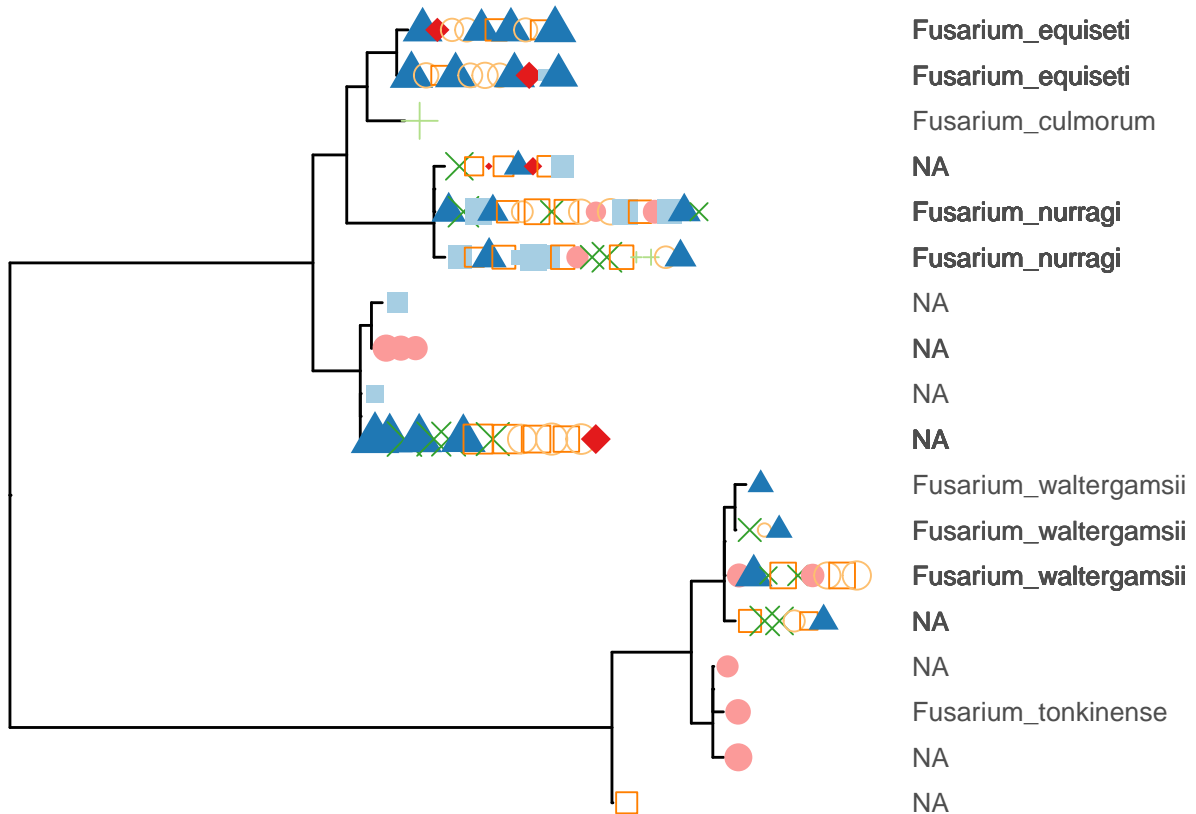 Fusarium_equiseti
Fusarium_equiseti
Fusarium_culmorum
NA
Fusarium_nurragi
Fusarium_nurragi
NA
NA
NA
NA
Fusarium_waltergamsii
Fusarium_waltergamsii
Fusarium_waltergamsii
NA
NA
Fusarium_tonkinense
NA
NA